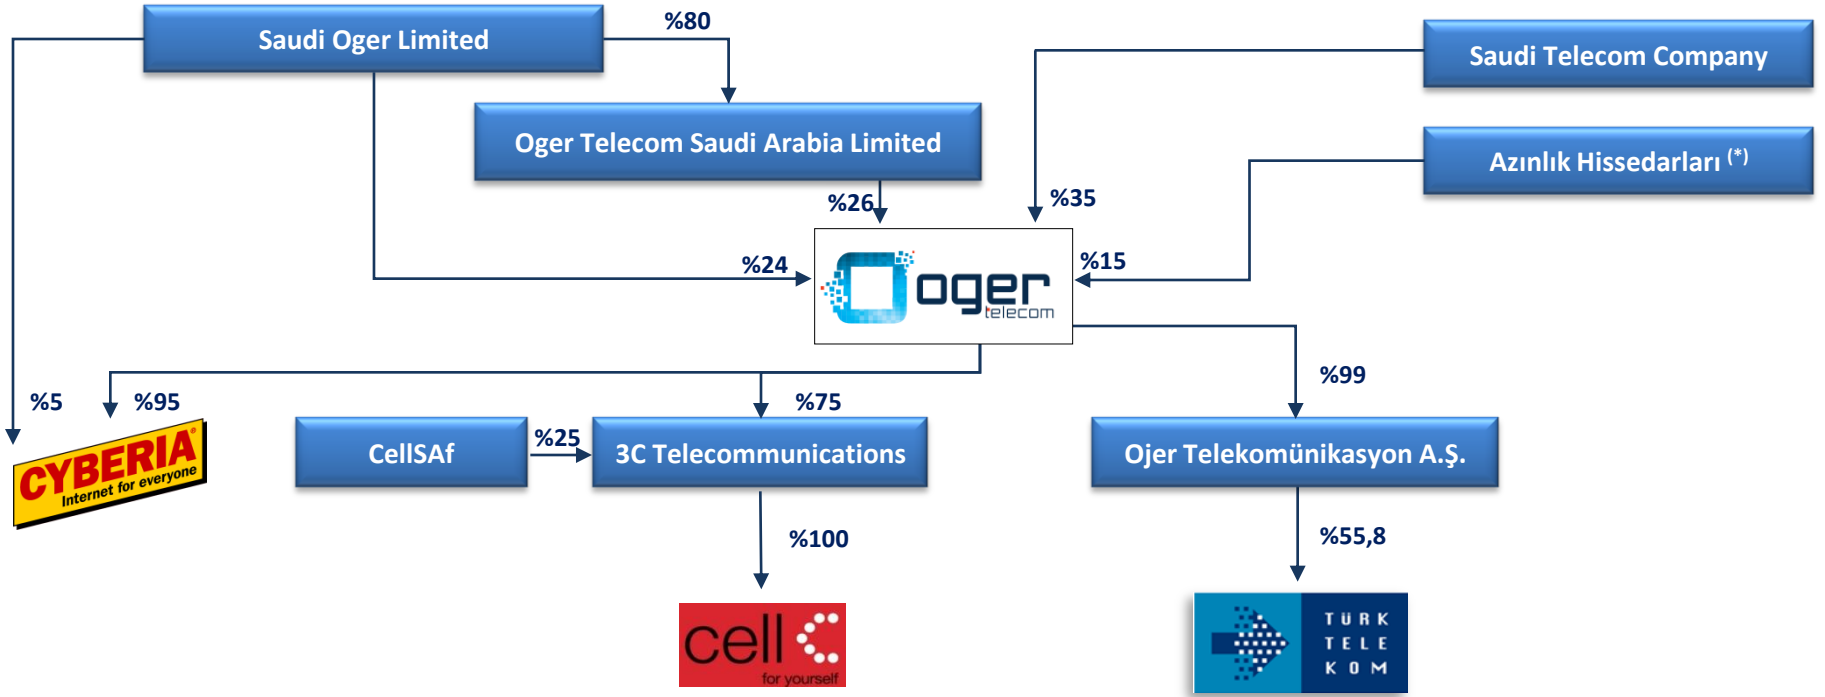 Saudi Oger Limited
%80
Saudi Telecom Company
Oger Telecom Saudi Arabia Limited
Azınlık Hissedarları (*)
%26
%35
%24
%15
oger
telecom
%99
%5
%95
%75
CYBERIA®
Internet for everyone
CellSAf
%25
3C Telecommunications
Ojer Telekomünikasyon A.Ş.
%100
%55,8
cell C
for yourself
TÜRK
TELE
KOM